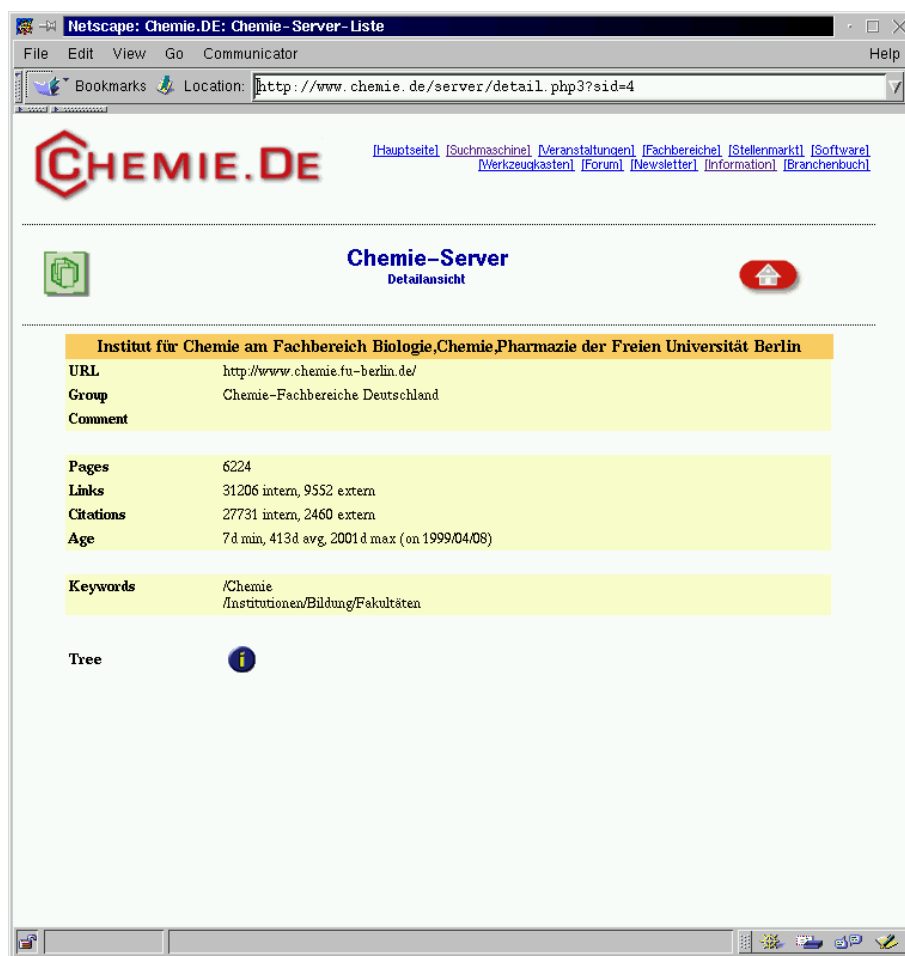 Netscape: Chemie.DE: Chemie-Server-Liste
File Edit View Go Communicator Help
Bookmarks Location: http://www.chemie.de/server/detail.php3?sid=4
CHEMIE.DE
[Hauptseite] [Suchmaschine] [Veranstaltungen] [Fachbereiche] [Stellenmarkt] [Software]
[Werkzeugkasten] [Forum] [Newsletter] [Information] [Branchenbuch]
Chemie-Server
Detailansicht
Institut für Chemie am Fachbereich Biologie,Chemie,Pharmazie der Freien Universität Berlin
URL http://www.chemie.fu-berlin.de/
Group Chemie-Fachbereiche Deutschland
Comment
Pages 6224
Links 31206 intern, 9552 extern
Citations 27731 intern, 2460 extern
Age 7d min, 413d avg, 2001d max (on 1999/04/08)
Keywords /Chemie
/Institutionen/Bildung/Fakultäten
Tree i